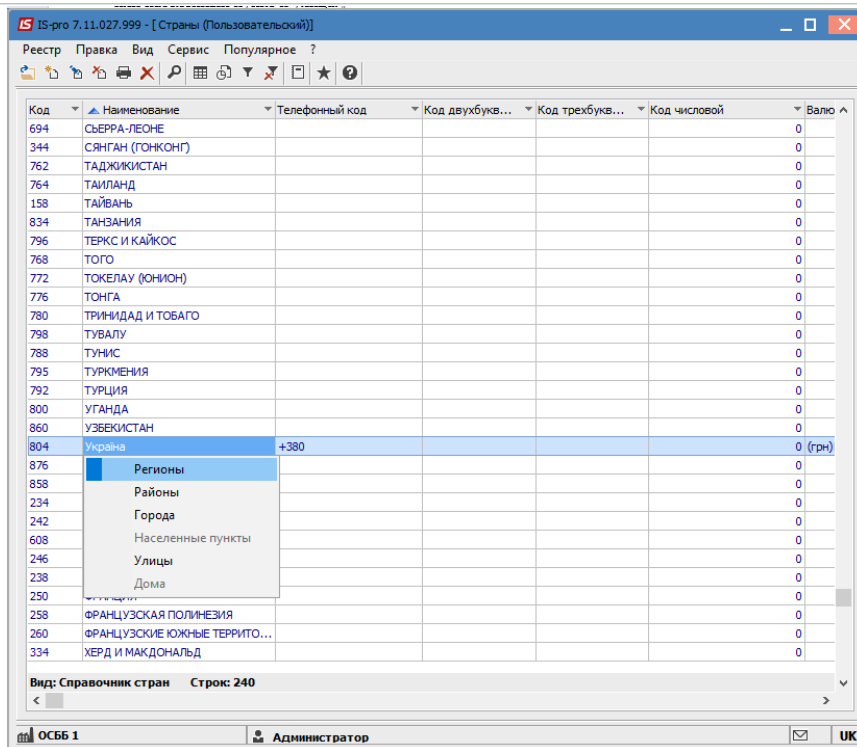 IS-pro 7.11.027.999 - [ Страны (Пользовательский)]
Реестр Правка Вид Сервис Популярное ?
Код Наименование Телефонный код Код двухбукв... Код трехбукв... Код числовой Валю
694 СЬЕРРА-ЛЕОНЕ 0
344 СЯНГАН (ГОНКОНГ) 0
762 ТАДЖИКИСТАН 0
764 ТАИЛАНД 0
158 ТАЙВАНЬ 0
834 ТАНЗАНИЯ 0
796 ТЕРКС И КАЙКОС 0
768 ТОГО 0
772 ТОКЕЛАУ (ЮНИОН) 0
776 ТОНГА 0
780 ТРИНИДАД И ТОБАГО 0
798 ТУВАЛУ 0
788 ТУНИС 0
795 ТУРКМЕНИЯ 0
792 ТУРЦИЯ 0
800 УГАНДА 0
860 УЗБЕКИСТАН 0
804 Україна +380 0 (грн)
876 0
858 0
234 0
242 0
608 0
246 0
238 0
250 0
Регионы
Районы
Города
Населенные пункты
Улицы
Дома
258 ФРАНЦУЗСКАЯ ПОЛИНЕЗИЯ 0
260 ФРАНЦУЗСКИЕ ЮЖНЫЕ ТЕРРИТО... 0
334 ХЕРД И МАКДОНАЛЬД 0
Вид: Справочник стран Строк: 240
ОСББ 1 Администратор UK